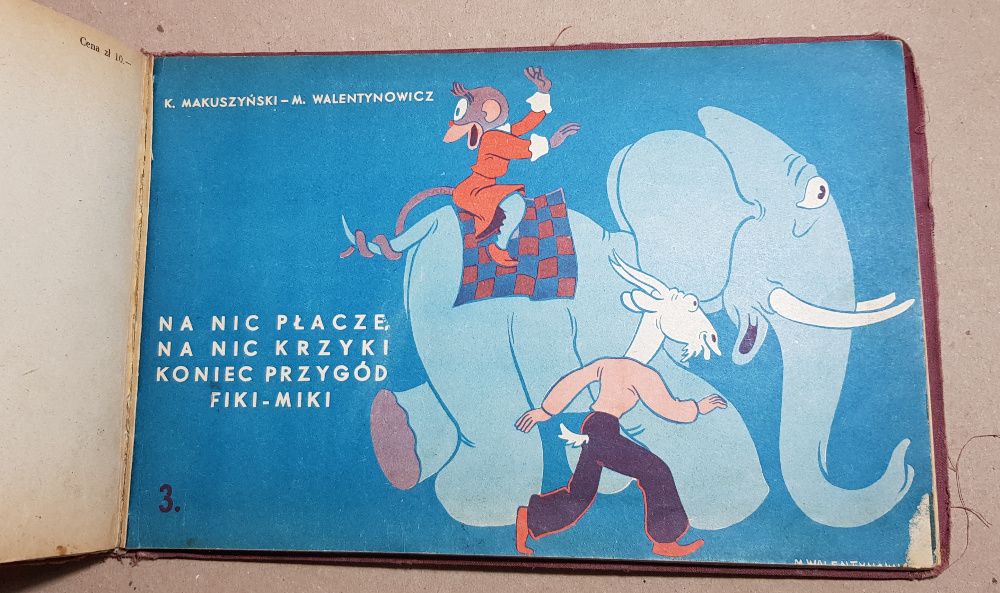 Cena zł 10.—
K. MAKUSZYŃSKI – M. WALENTYNOWICZ
NA NIC PŁACZE,
NA NIC KRZYKI
KONIEC PRZYGÓD
FIKI-MIKI
3.